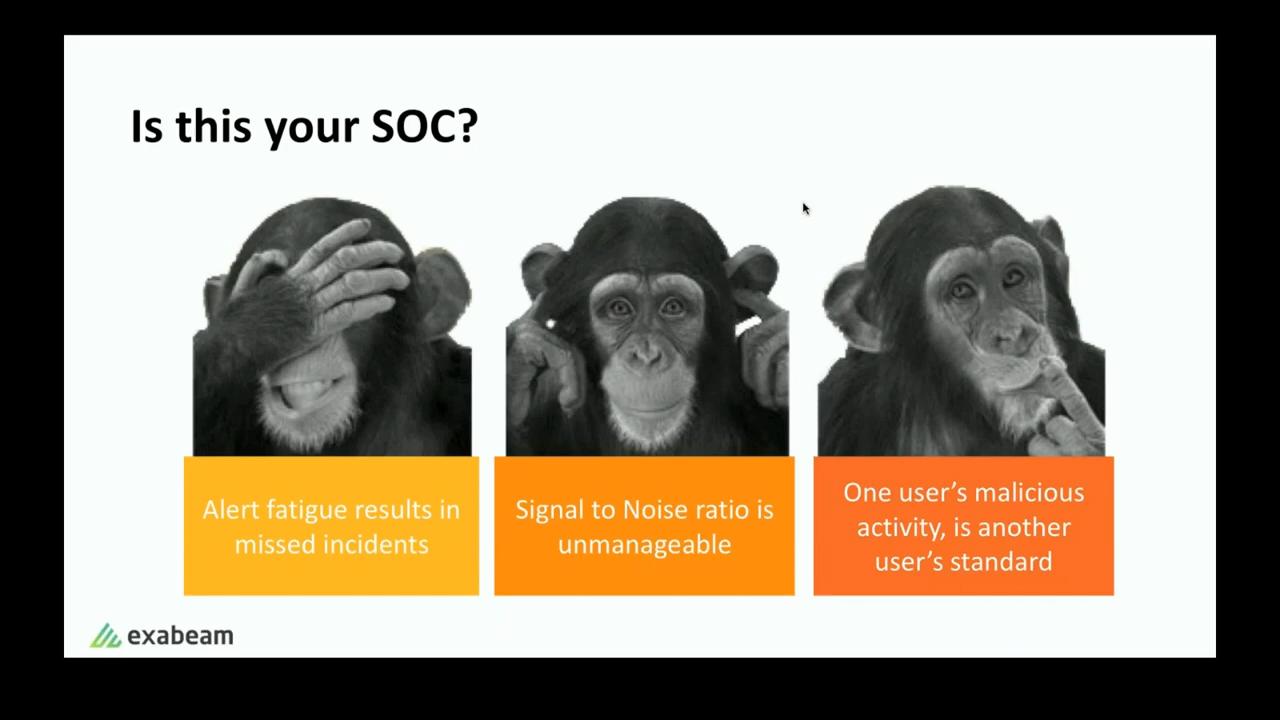 Is this your SOC?
Alert fatigue results in
missed incidents
Signal to Noise ratio is
unmanageable
One user’s malicious
activity, is another
user’s standard
exabeam